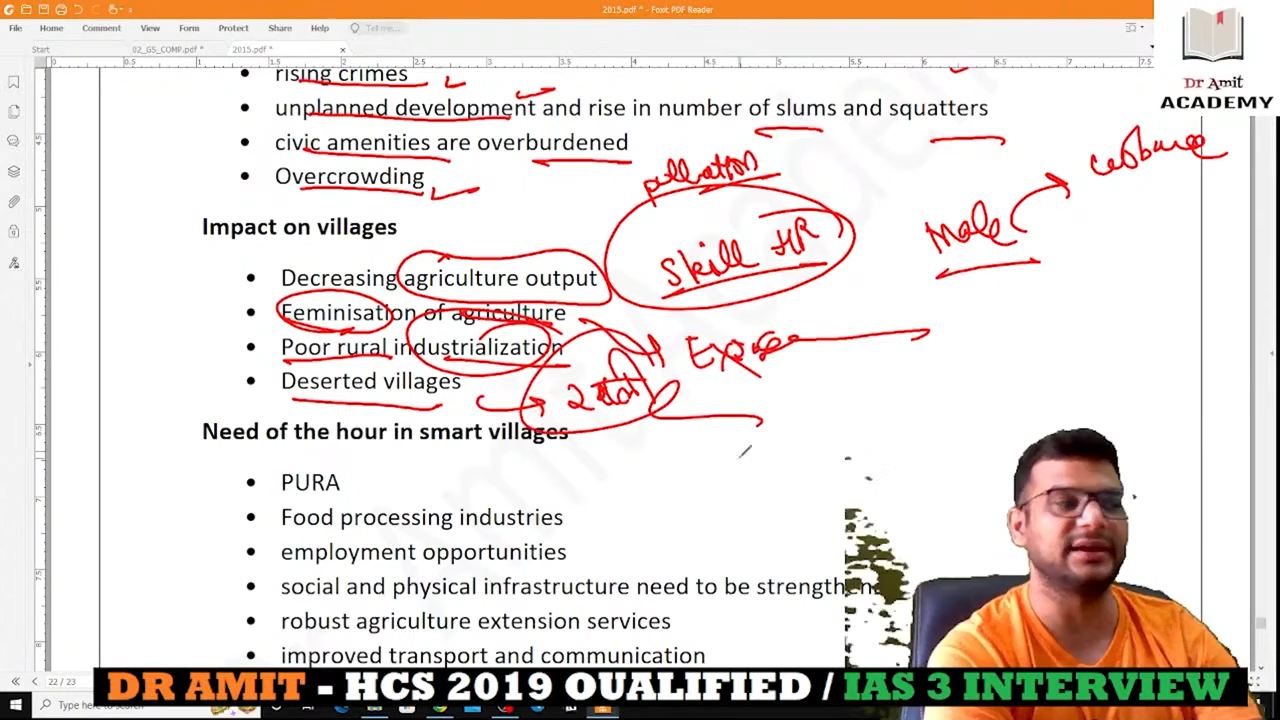 2015.pdf * - Foxit PDF Reader
File Home Comment View Form Protect Share Help Tell me...
Start 02_GS_COMP.pdf * 2015.pdf *
Dr Amit
ACADEMY
• rising crimes
• unplanned development and rise in number of slums and squatters
• civic amenities are overburdened
• Overcrowding
pollution
Male
Skill HR
Impact on villages
• Decreasing agriculture output
• Feminisation of agriculture
• Poor rural industrialization
• Deserted villages
2
Need of the hour in smart villages
• PURA
• Food processing industries
• employment opportunities
• social and physical infrastructure need to be strengthen
• robust agriculture extension services
• improved transport and communication
22 / 23
DR AMIT - HCS 2019 QUALIFIED / IAS 3 INTERVIEW
Type here to search